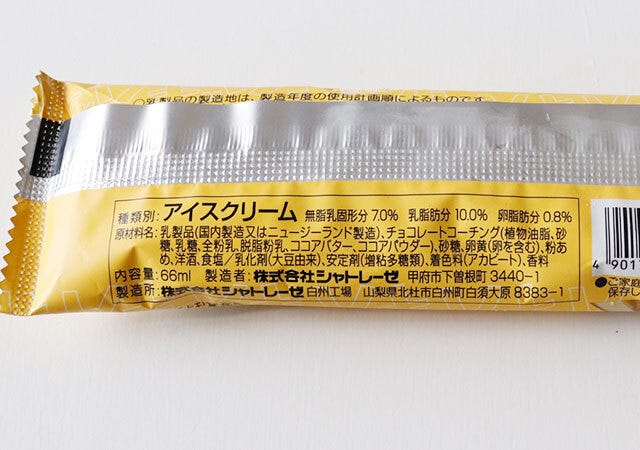 ○乳製品の製造地は、製造年度の使用計画順によるものです。
種類別：アイスクリーム 無脂乳固形分 7.0% 乳脂肪分 10.0% 卵脂肪分 0.8%
原材料名：乳製品(国内製造又はニュージーランド製造)、チョコレートコーチング(植物油脂、砂
糖、乳糖、全粉乳、脱脂粉乳、ココアバター、ココアパウダー)、砂糖、卵黄(卵を含む)、粉あ
め、洋酒、食塩／乳化剤(大豆由来)、安定剤(増粘多糖類)、着色料(アカビート)、香料
内容量：66ml 製造者：株式会社シャトレーゼ 甲府市下曽根町 3440-1
製造所：株式会社シャトレーゼ 白州工場 山梨県北杜市白州町白須大原 8383-1
4 901
●ご家庭
保存し